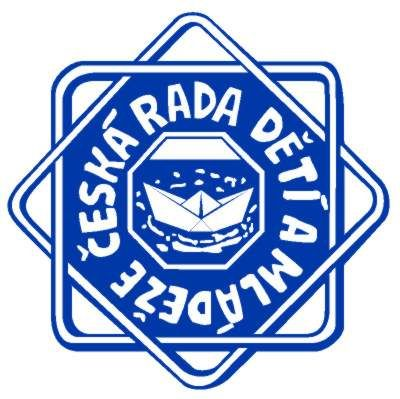 ČESKÁ RADA DĚTÍ A MLÁDEŽE